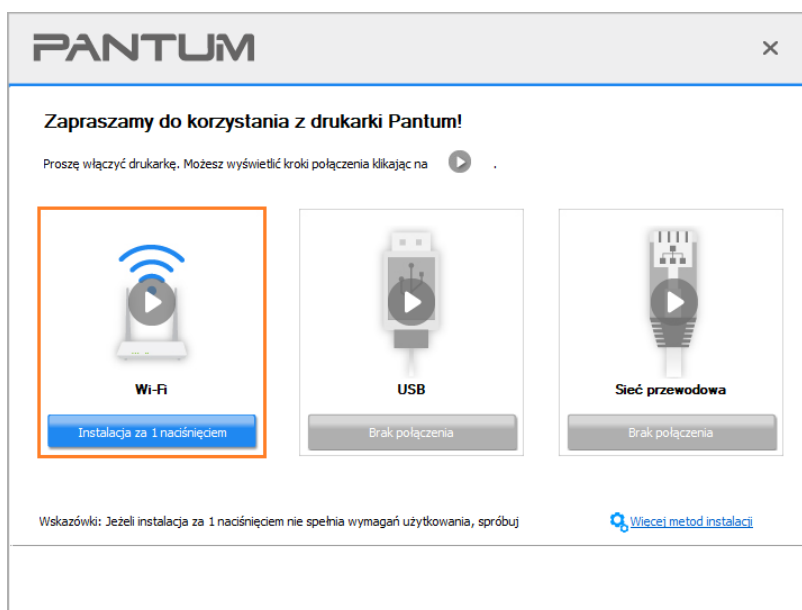 PANTUM
Zapraszamy do korzystania z drukarki Pantum!
Proszę włączyć drukarkę. Możesz wyświetlić kroki połączenia klikając na .
Wi-Fi
USB
Sieć przewodowa
Instalacja za 1 naciśnięciem
Brak połączenia
Brak połączenia
Wskazówki: Jeżeli instalacja za 1 naciśnięciem nie spełnia wymagań użytkowania, spróbuj
Więcej metod instalacji